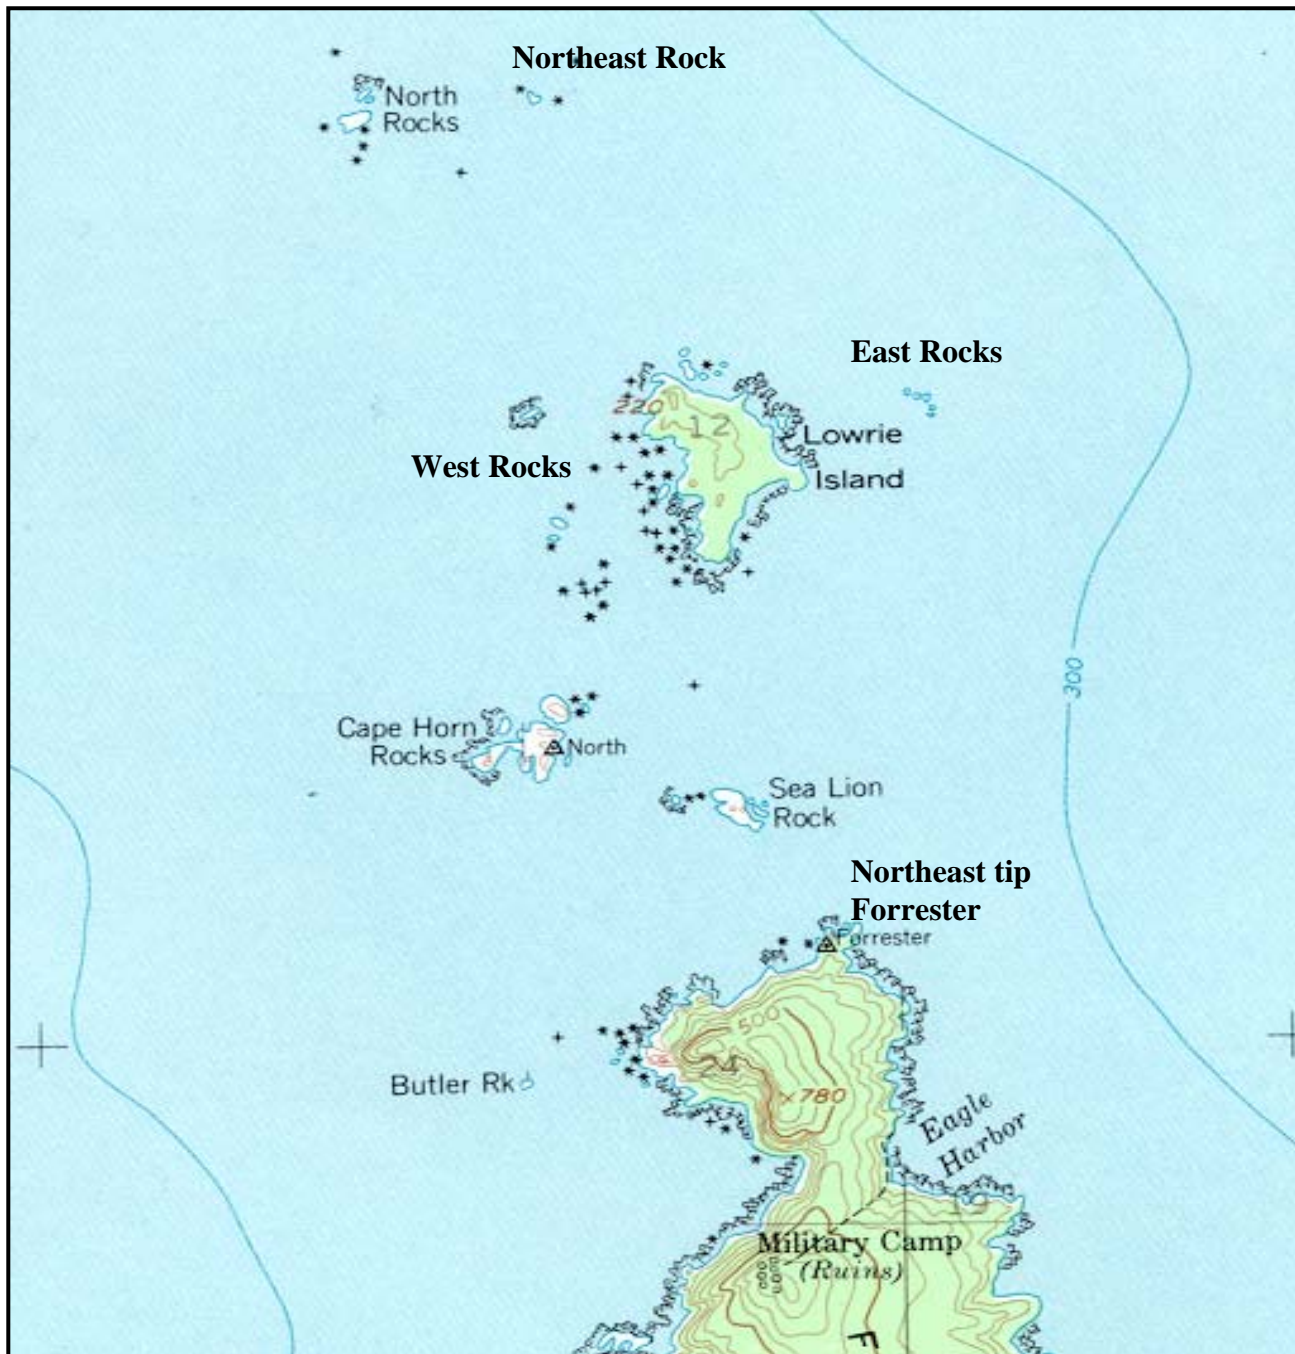 Northeast Rock
North
Rocks
East Rocks
220
12
Lowrie
Island
West Rocks
300
Cape Horn
Rocks
North
Sea Lion
Rock
Northeast tip
Forrester
Forrester
500
24
×780
Butler Rk
Eagle
Harbor
Military Camp
(Ruins)
F